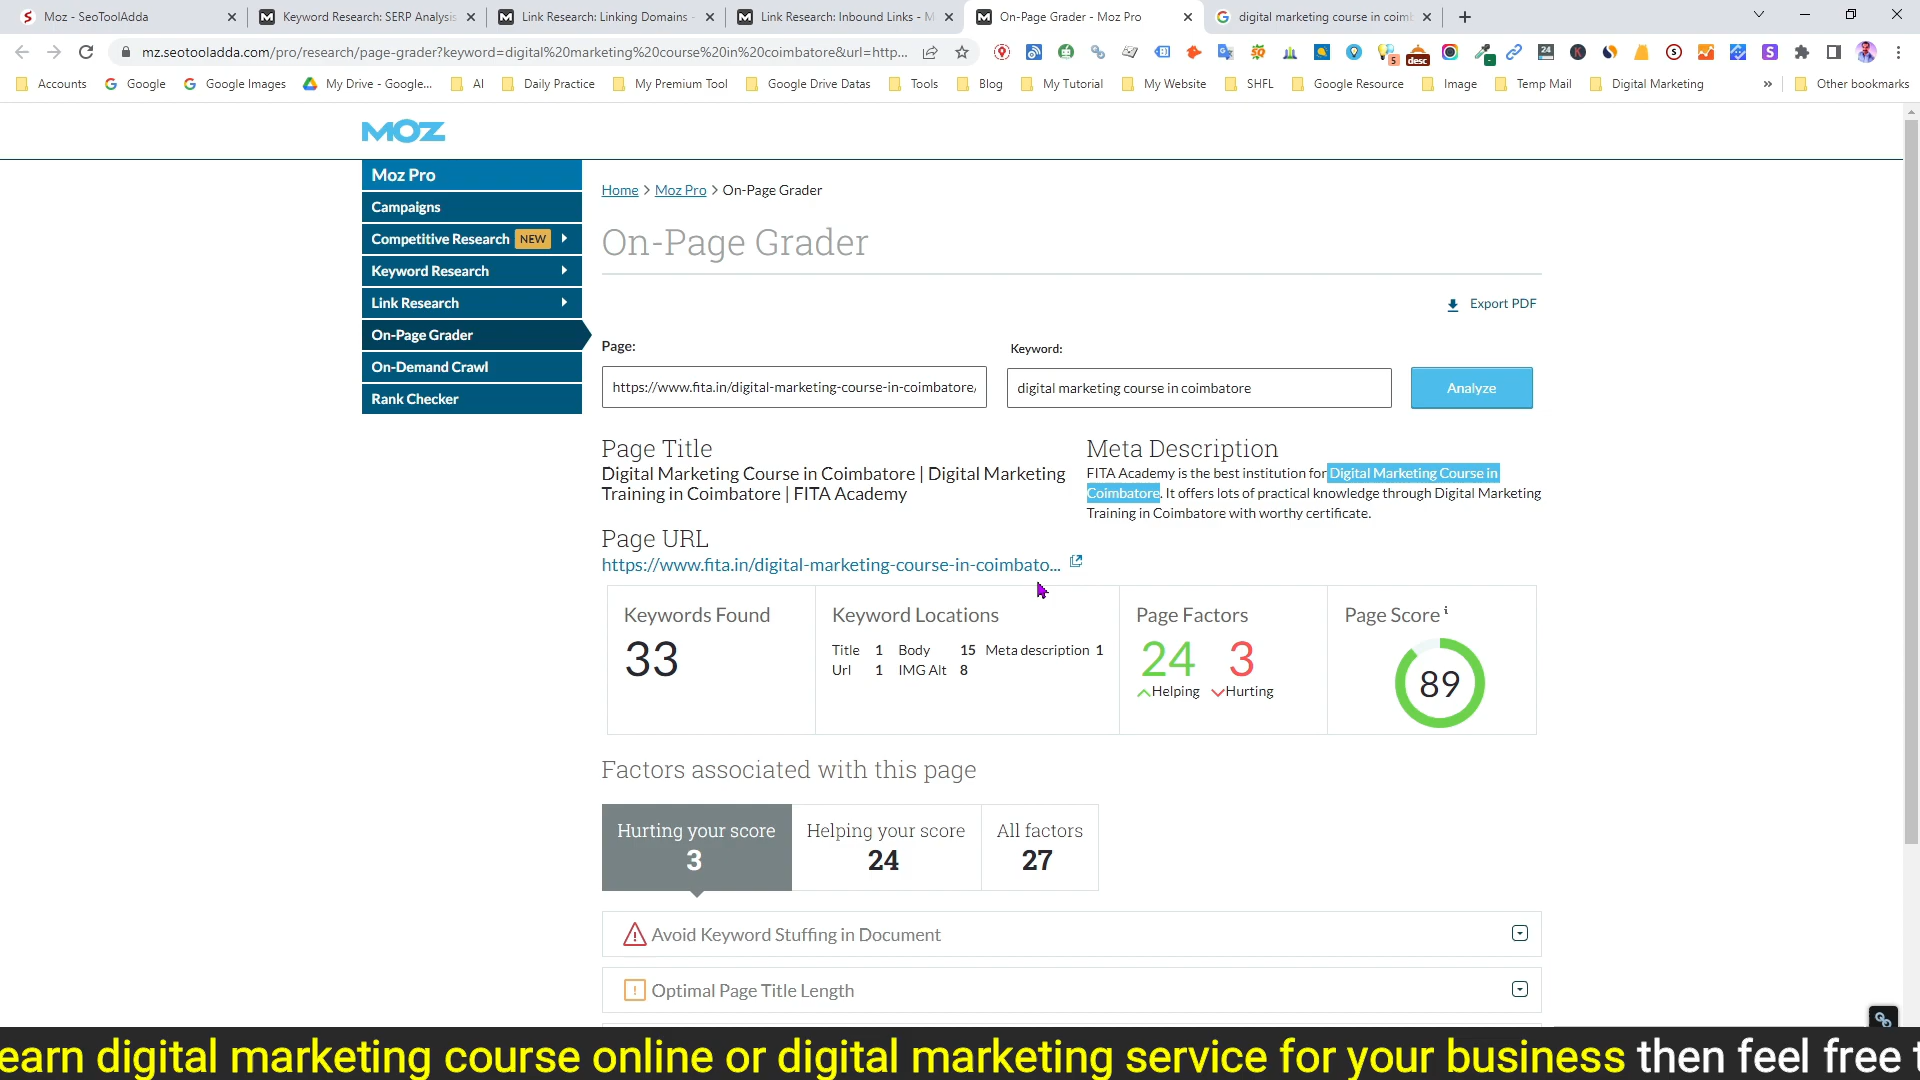 Moz - SeoToolAdda
Keyword Research: SERP Analysis
Link Research: Linking Domains -
Link Research: Inbound Links - M
On-Page Grader - Moz Pro
digital marketing course in coimb
mz.seotooladda.com/pro/research/page-grader?keyword=digital%20marketing%20course%20in%20coimbatore&url=http...
Accounts
Google
Google Images
My Drive - Google...
AI
Daily Practice
My Premium Tool
Google Drive Datas
Tools
Blog
My Tutorial
My Website
SHFL
Google Resource
Image
Temp Mail
Digital Marketing
»
Other bookmarks
MOZ
Moz Pro
Campaigns
Competitive Research NEW
Keyword Research
Link Research
On-Page Grader
On-Demand Crawl
Rank Checker
Home > Moz Pro > On-Page Grader
On-Page Grader
Export PDF
Page:
https://www.fita.in/digital-marketing-course-in-coimbatore,
Keyword:
digital marketing course in coimbatore
Analyze
Page Title
Digital Marketing Course in Coimbatore | Digital Marketing
Training in Coimbatore | FITA Academy
Meta Description
FITA Academy is the best institution for Digital Marketing Course in
Coimbatore. It offers lots of practical knowledge through Digital Marketing
Training in Coimbatore with worthy certificate.
Page URL
https://www.fita.in/digital-marketing-course-in-coimbato...
Keywords Found
33
Keyword Locations
Title 1 Body 15 Meta description 1
Url 1 IMG Alt 8
Page Factors
24 3
Helping Hurting
Page Score i
89
Factors associated with this page
Hurting your score
3
Helping your score
24
All factors
27
Avoid Keyword Stuffing in Document
Optimal Page Title Length
earn digital marketing course online or digital marketing service for your business then feel free t